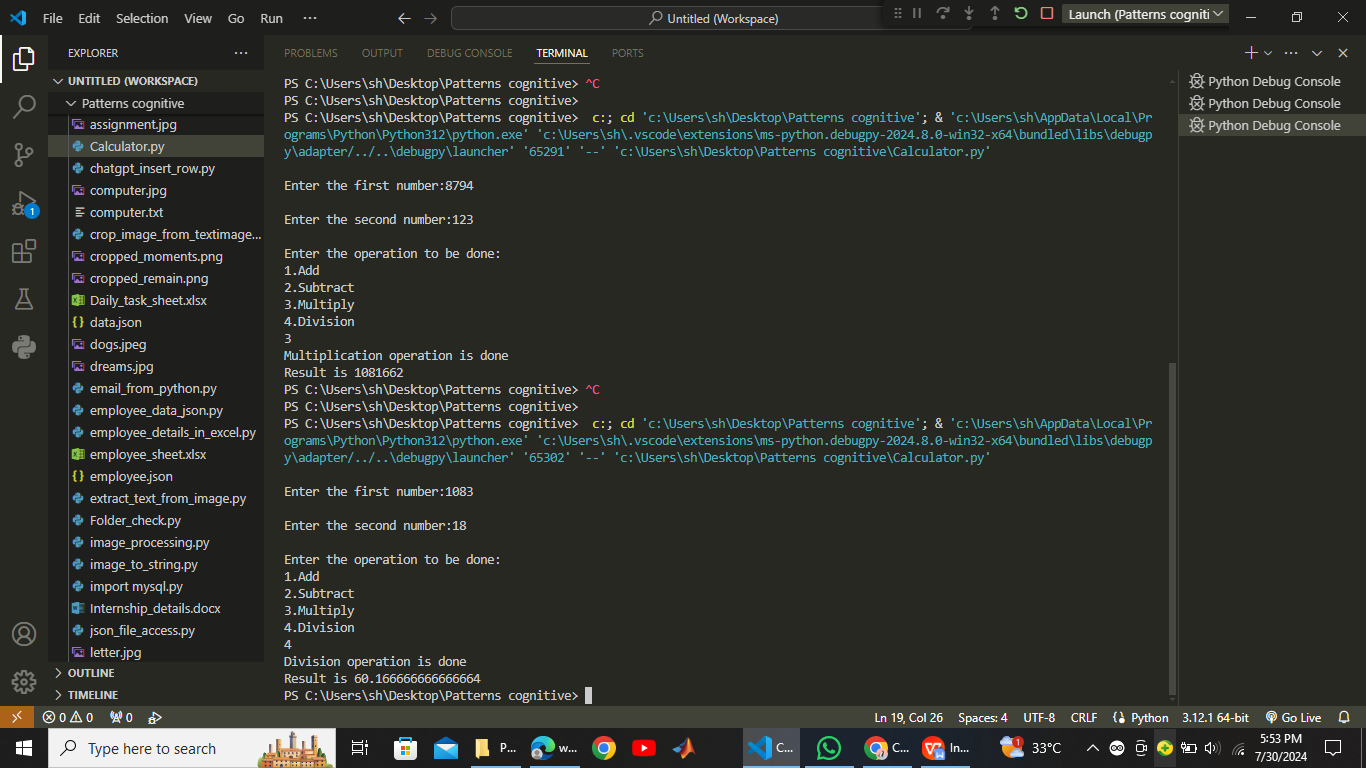 File Edit Selection View Go Run ··· Untitled (Workspace) Launch (Patterns cogniti
EXPLORER ···
UNTITLED (WORKSPACE)
Patterns cognitive
assignment.jpg
Calculator.py
chatgpt_insert_row.py
computer.jpg
computer.txt
crop_image_from_textimage...
cropped_moments.png
cropped_remain.png
Daily_task_sheet.xlsx
data.json
dogs.jpeg
dreams.jpg
email_from_python.py
employee_data_json.py
employee_details_in_excel.py
employee_sheet.xlsx
employee.json
extract_text_from_image.py
Folder_check.py
image_processing.py
image_to_string.py
import mysql.py
Internship_details.docx
json_file_access.py
letter.jpg
OUTLINE
TIMELINE
1
PROBLEMS OUTPUT DEBUG CONSOLE TERMINAL PORTS
PS C:\Users\sh\Desktop\Patterns cognitive> ^C
PS C:\Users\sh\Desktop\Patterns cognitive>
PS C:\Users\sh\Desktop\Patterns cognitive>  c:; cd 'c:\Users\sh\Desktop\Patterns cognitive'; & 'c:\Users\sh\AppData\Local\Pr
ograms\Python\Python312\python.exe' 'c:\Users\sh\.vscode\extensions\ms-python.debugpy-2024.8.0-win32-x64\bundled\libs\debugp
y\adapter/../..\debugpy\launcher' '65291' '--' 'c:\Users\sh\Desktop\Patterns cognitive\Calculator.py'
Enter the first number:8794
Enter the second number:123
Enter the operation to be done:
1.Add
2.Subtract
3.Multiply
4.Division
3
Multiplication operation is done
Result is 1081662
PS C:\Users\sh\Desktop\Patterns cognitive> ^C
PS C:\Users\sh\Desktop\Patterns cognitive>
PS C:\Users\sh\Desktop\Patterns cognitive>  c:; cd 'c:\Users\sh\Desktop\Patterns cognitive'; & 'c:\Users\sh\AppData\Local\Pr
ograms\Python\Python312\python.exe' 'c:\Users\sh\.vscode\extensions\ms-python.debugpy-2024.8.0-win32-x64\bundled\libs\debugp
y\adapter/../..\debugpy\launcher' '65302' '--' 'c:\Users\sh\Desktop\Patterns cognitive\Calculator.py'
Enter the first number:1083
Enter the second number:18
Enter the operation to be done:
1.Add
2.Subtract
3.Multiply
4.Division
4
Division operation is done
Result is 60.166666666666664
PS C:\Users\sh\Desktop\Patterns cognitive>
Python Debug Console
Python Debug Console
Python Debug Console
0 0 0 Ln 19, Col 26 Spaces: 4 UTF-8 CRLF Python 3.12.1 64-bit Go Live
Type here to search P... w... C... C... In... 1 33°C 5:53 PM
7/30/2024